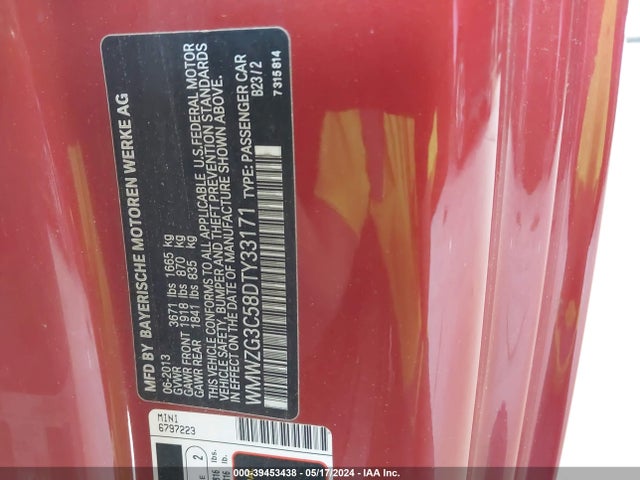 MFD BY BAYERISCHE MOTOREN WERKE AG
06-2013
GVWR 3671 lbs 1665 kg
GAWR FRONT 1918 lbs 870 kg
GAWR REAR 1841 lbs 835 kg
THIS VEHICLE CONFORMS TO ALL APPLICABLE U.S. FEDERAL MOTOR
VEHICLE SAFETY, BUMPER AND THEFT PREVENTION STANDARDS
IN EFFECT ON THE DATE OF MANUFACTURE SHOWN ABOVE.
WMWZG3C58DTY33171 TYPE: PASSENGER CAR
B23/2
7 315 814
MINI
6797223
2
lbs.
000-39453438 - 05/17/2024 - IAA Inc.